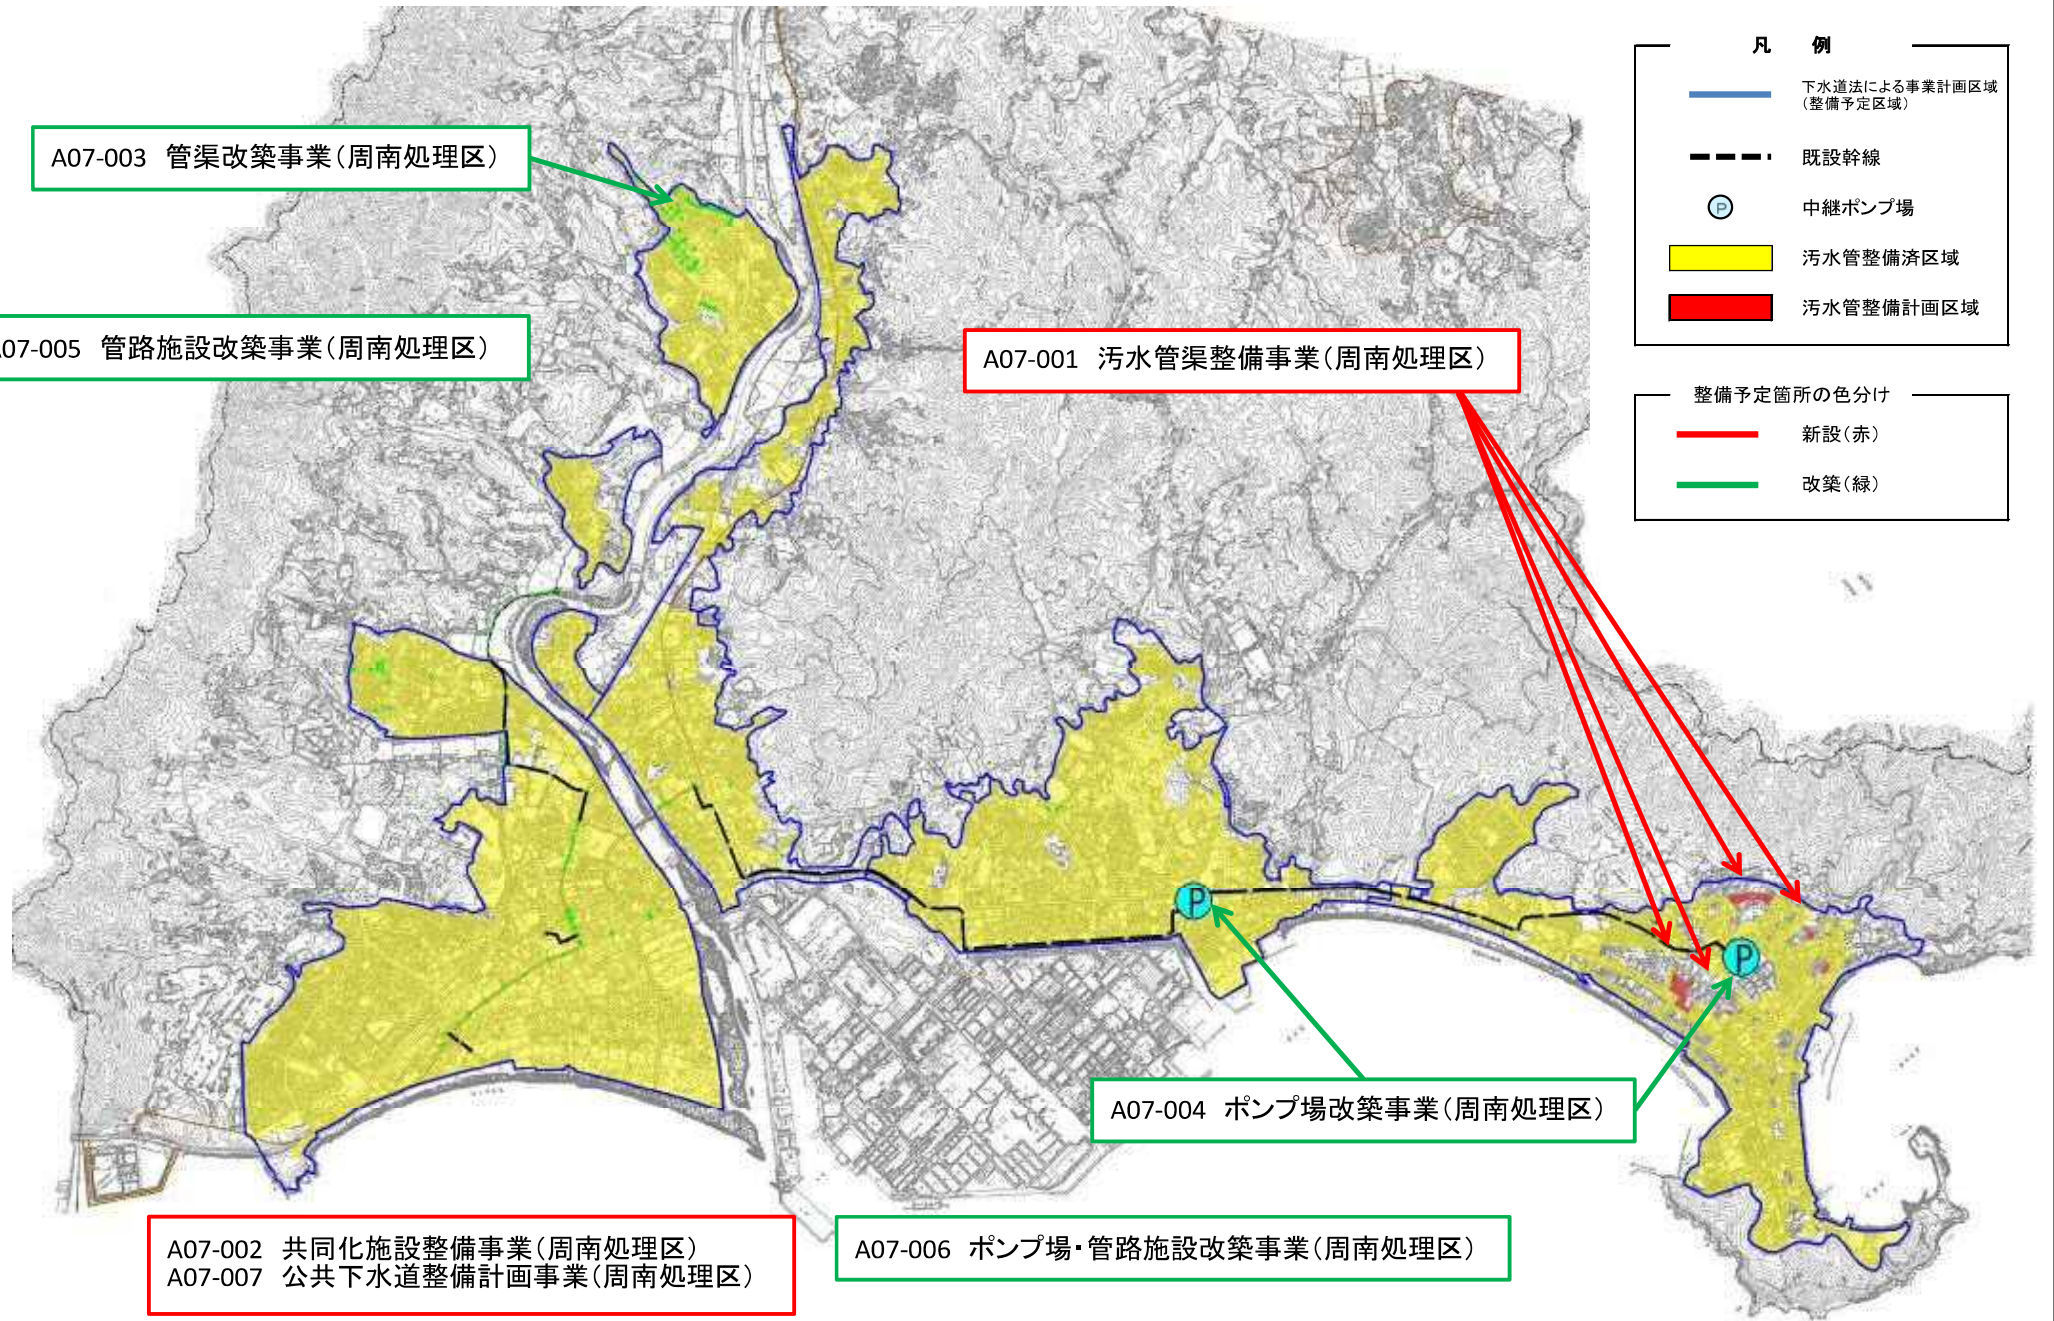 凡 例
下水道法による事業計画区域
(整備予定区域)
既設幹線
P
中継ポンプ場
汚水管整備済区域
汚水管整備計画区域
整備予定箇所の色分け
新設(赤)
改築(緑)
A07-003 管渠改築事業(周南処理区)
A07-005 管路施設改築事業(周南処理区)
A07-001 汚水管渠整備事業(周南処理区)
P
P
A07-004 ポンプ場改築事業(周南処理区)
A07-002 共同化施設整備事業(周南処理区)
A07-007 公共下水道整備計画事業(周南処理区)
A07-006 ポンプ場・管路施設改築事業(周南処理区)